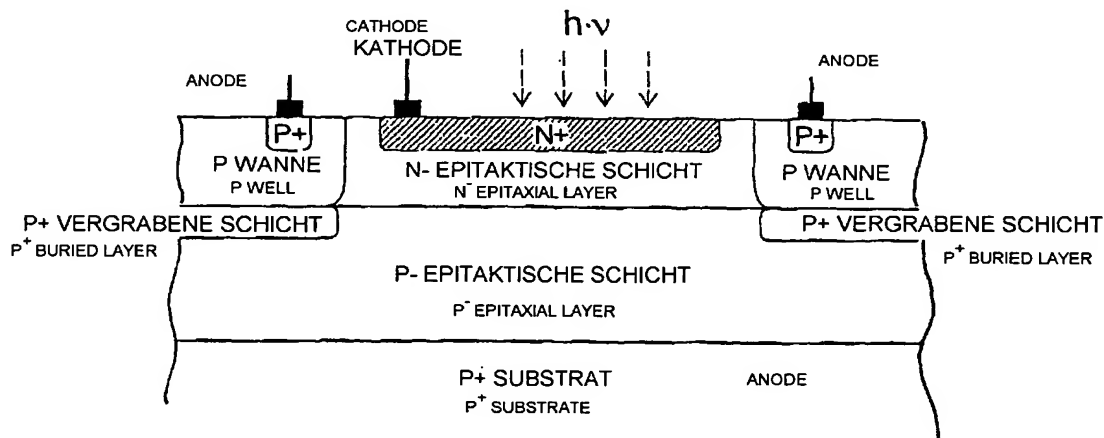 h·ν
CATHODE
KATHODE
ANODE
ANODE
P+
N+
P+
P WANNE
P WELL
N- EPITAKTISCHE SCHICHT
N⁻ EPITAXIAL LAYER
P WANNE
P WELL
P+ VERGRABENE SCHICHT
P⁺ BURIED LAYER
P+ VERGRABENE SCHICHT
P⁺ BURIED LAYER
P- EPITAKTISCHE SCHICHT
P⁻ EPITAXIAL LAYER
P+ SUBSTRAT
P⁺ SUBSTRATE
ANODE